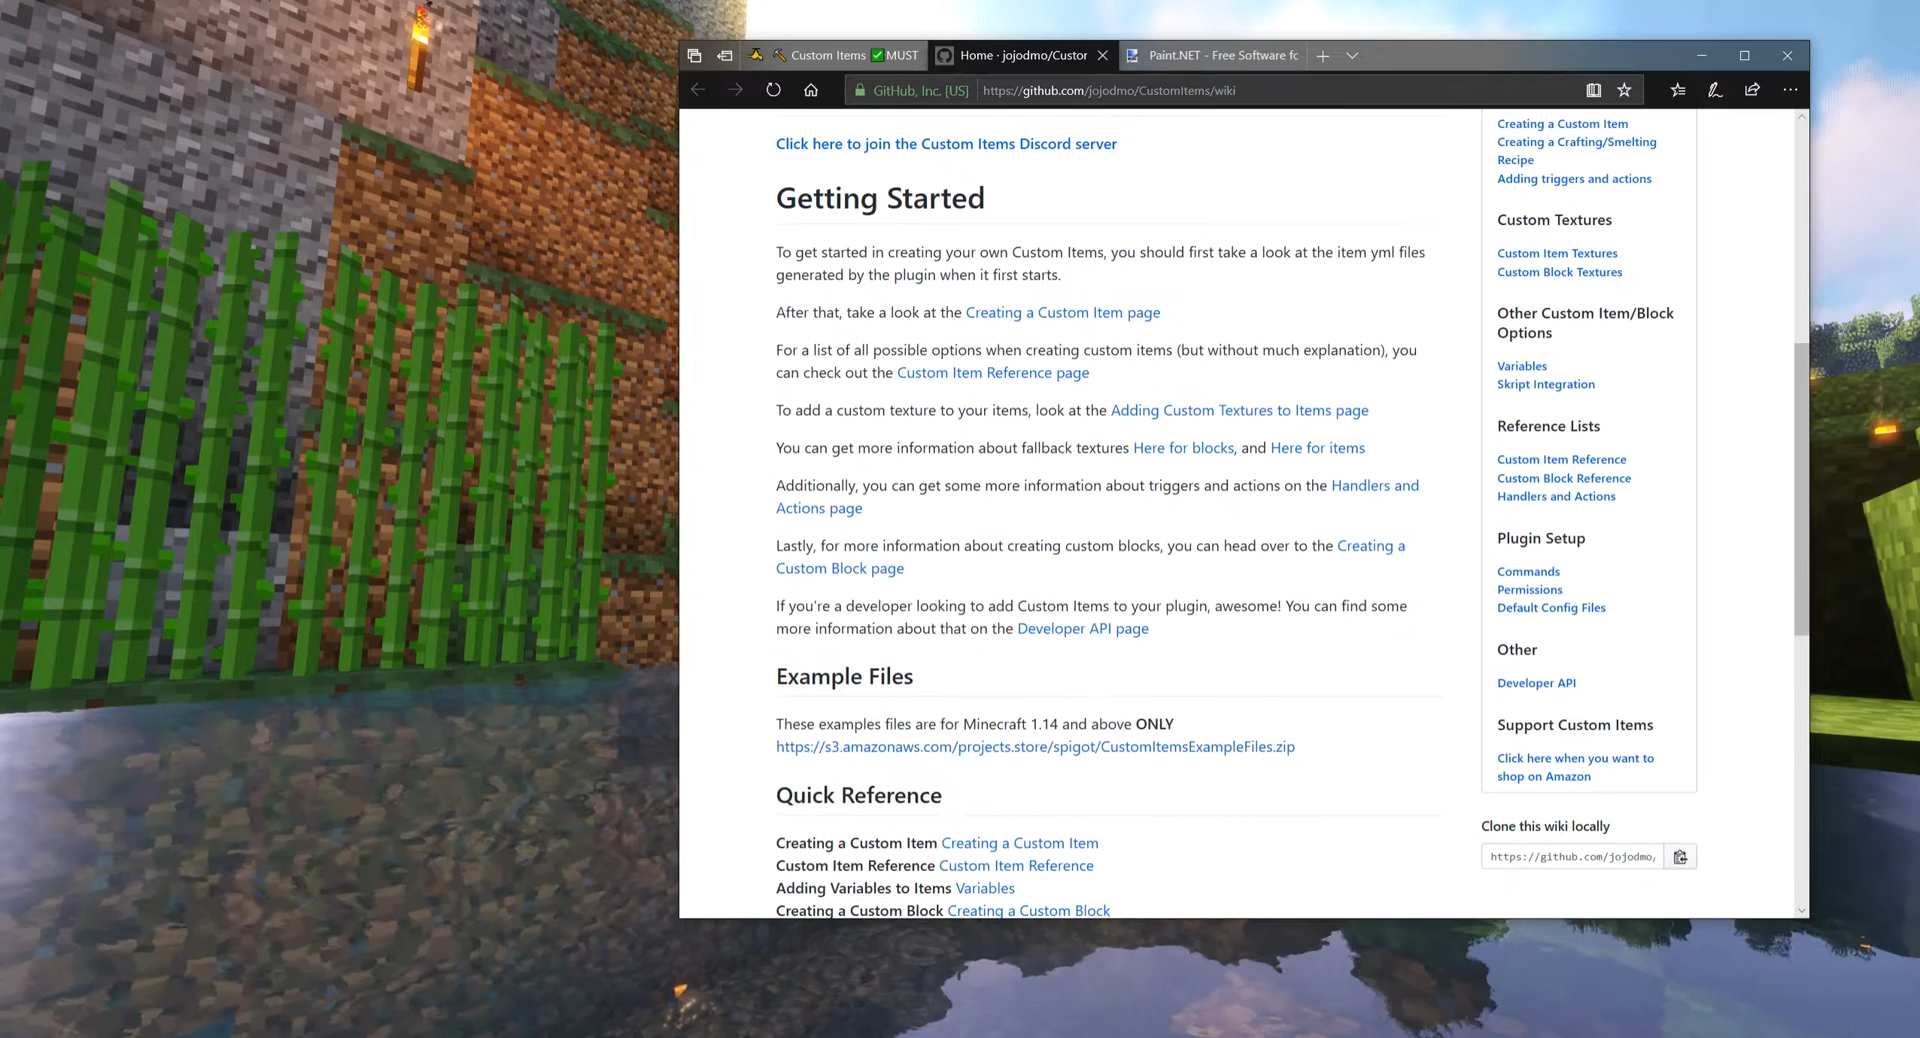 Custom Items ✅MUST
Home · jojodmo/Custor
Paint.NET - Free Software fc
GitHub, Inc. [US]
https://github.com/jojodmo/CustomItems/wiki
Click here to join the Custom Items Discord server
Getting Started
To get started in creating your own Custom Items, you should first take a look at the item yml files
generated by the plugin when it first starts.
After that, take a look at the Creating a Custom Item page
For a list of all possible options when creating custom items (but without much explanation), you
can check out the Custom Item Reference page
To add a custom texture to your items, look at the Adding Custom Textures to Items page
You can get more information about fallback textures Here for blocks, and Here for items
Additionally, you can get some more information about triggers and actions on the Handlers and
Actions page
Lastly, for more information about creating custom blocks, you can head over to the Creating a
Custom Block page
If you're a developer looking to add Custom Items to your plugin, awesome! You can find some
more information about that on the Developer API page
Example Files
These examples files are for Minecraft 1.14 and above ONLY
https://s3.amazonaws.com/projects.store/spigot/CustomItemsExampleFiles.zip
Quick Reference
Creating a Custom Item Creating a Custom Item
Custom Item Reference Custom Item Reference
Adding Variables to Items Variables
Creating a Custom Block Creating a Custom Block
Creating a Custom Item
Creating a Crafting/Smelting
Recipe
Adding triggers and actions
Custom Textures
Custom Item Textures
Custom Block Textures
Other Custom Item/Block
Options
Variables
Skript Integration
Reference Lists
Custom Item Reference
Custom Block Reference
Handlers and Actions
Plugin Setup
Commands
Permissions
Default Config Files
Other
Developer API
Support Custom Items
Click here when you want to
shop on Amazon
Clone this wiki locally
https://github.com/jojodmo,